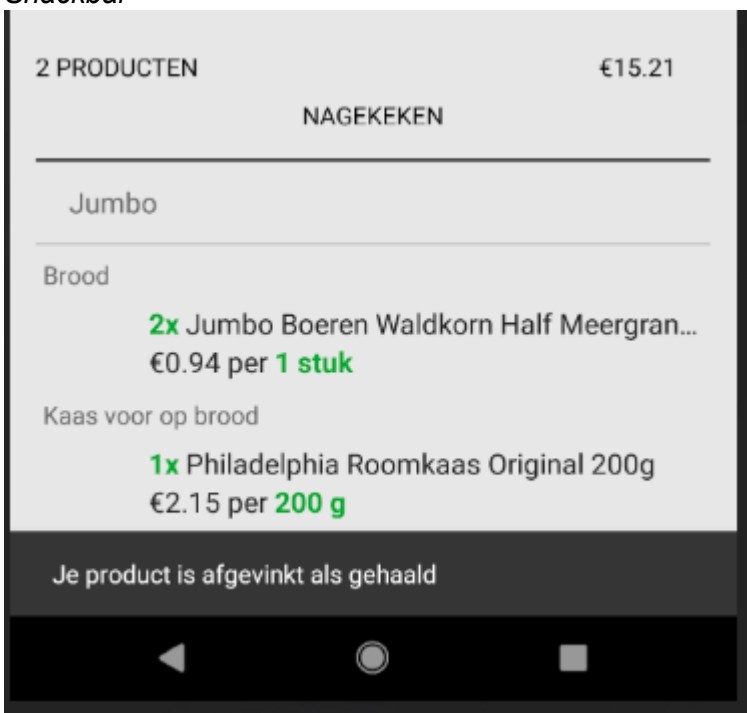 Snackbar
2 PRODUCTEN €15.21
NAGEKEKEN
Jumbo
Brood
2x Jumbo Boeren Waldkorn Half Meergran...
€0.94 per 1 stuk
Kaas voor op brood
1x Philadelphia Roomkaas Original 200g
€2.15 per 200 g
Je product is afgevinkt als gehaald